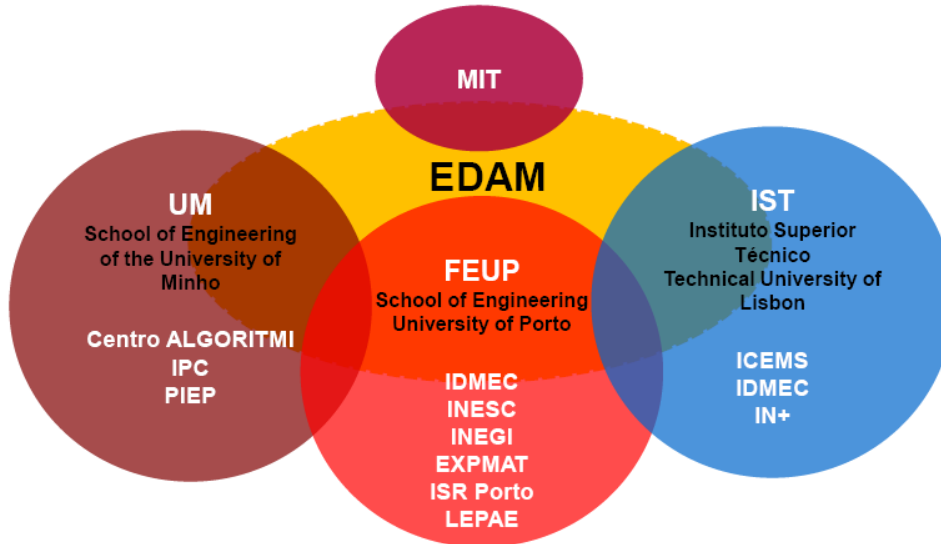 MIT
EDAM
UM
School of Engineering
of the University of
Minho
Centro ALGORITMI
IPC
PIEP
FEUP
School of Engineering
University of Porto
IDMEC
INESC
INEGI
EXPMAT
ISR Porto
LEPAE
IST
Instituto Superior
Técnico
Technical University of
Lisbon
ICEMS
IDMEC
IN+